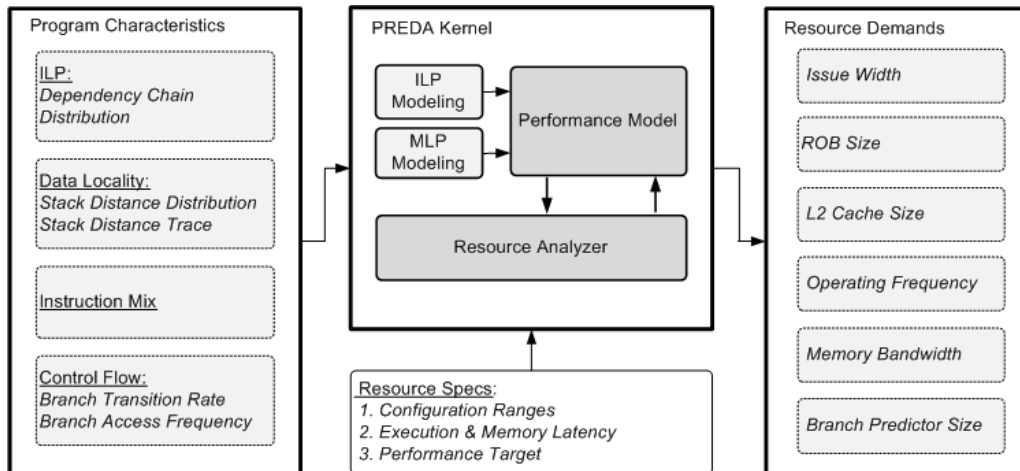 Program Characteristics
ILP:
Dependency Chain
Distribution
Data Locality:
Stack Distance Distribution
Stack Distance Trace
Instruction Mix
Control Flow:
Branch Transition Rate
Branch Access Frequency
PREDA Kernel
ILP
Modeling
MLP
Modeling
Performance Model
Resource Analyzer
Resource Specs:
1. Configuration Ranges
2. Execution & Memory Latency
3. Performance Target
Resource Demands
Issue Width
ROB Size
L2 Cache Size
Operating Frequency
Memory Bandwidth
Branch Predictor Size